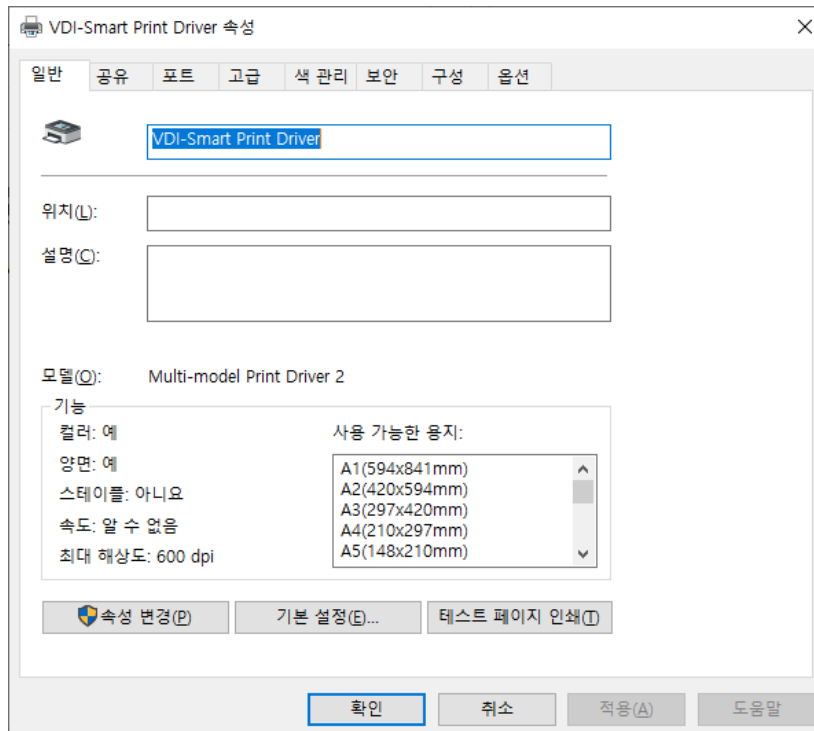 VDI-Smart Print Driver 속성
일반 공유 포트 고급 색 관리 보안 구성 옵션
VDI-Smart Print Driver
위치(L):
설명(C):
모델(O): Multi-model Print Driver 2
기능
컬러: 예
양면: 예
스테이플: 아니요
속도: 알 수 없음
최대 해상도: 600 dpi
사용 가능한 용지:
A1(594x841mm)
A2(420x594mm)
A3(297x420mm)
A4(210x297mm)
A5(148x210mm)
속성 변경(P) 기본 설정(E)... 테스트 페이지 인쇄(T)
확인 취소 적용(A) 도움말